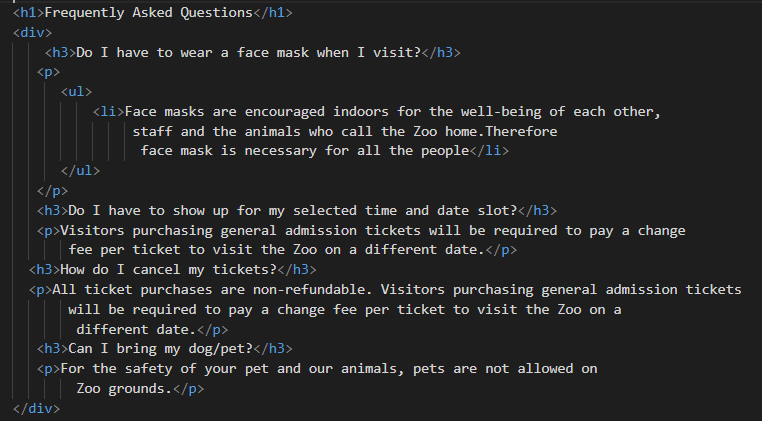 <h1>Frequently Asked Questions</h1>
<div>
<h3>Do I have to wear a face mask when I visit?</h3>
<p>
<ul>
<li>Face masks are encouraged indoors for the well-being of each other,
staff and the animals who call the Zoo home.Therefore
face mask is necessary for all the people</li>
</ul>
</p>
<h3>Do I have to show up for my selected time and date slot?</h3>
<p>Visitors purchasing general admission tickets will be required to pay a change
fee per ticket to visit the Zoo on a different date.</p>
<h3>How do I cancel my tickets?</h3>
<p>All ticket purchases are non-refundable. Visitors purchasing general admission tickets
will be required to pay a change fee per ticket to visit the Zoo on a
different date.</p>
<h3>Can I bring my dog/pet?</h3>
<p>For the safety of your pet and our animals, pets are not allowed on
Zoo grounds.</p>
</div>